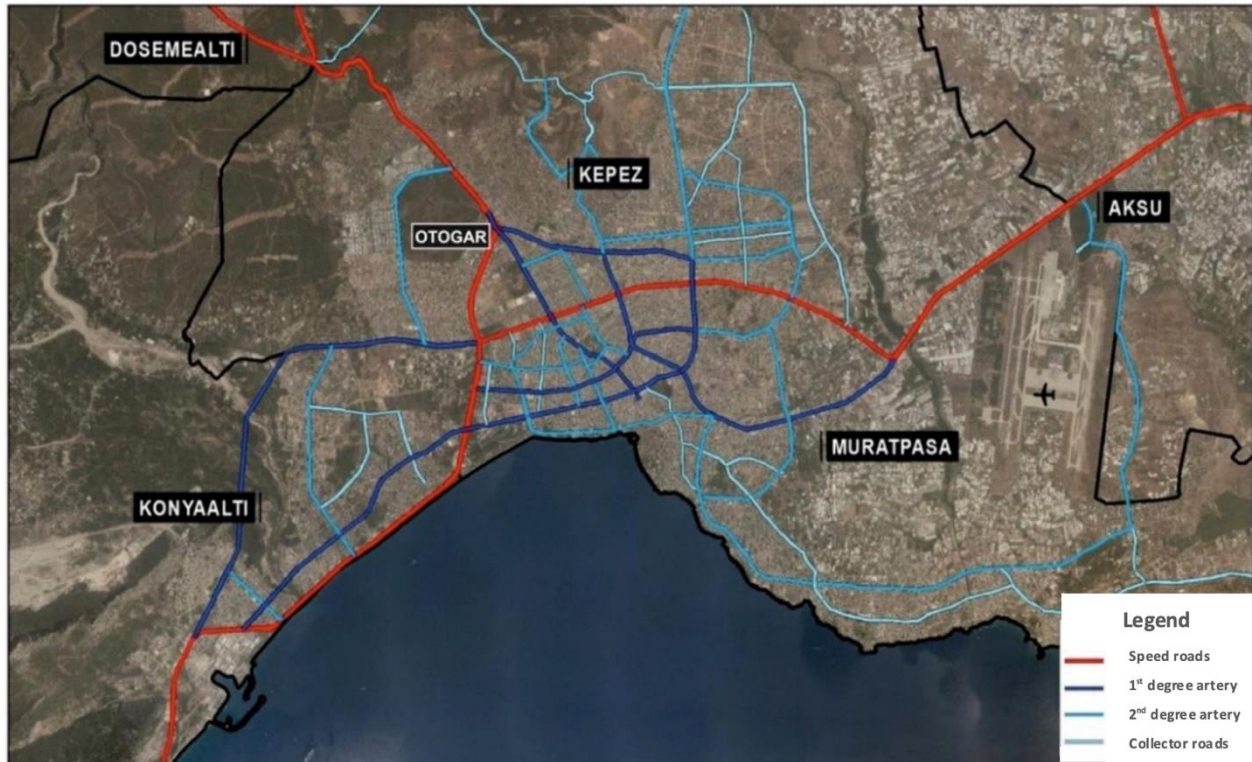 DOSEMEALTI
KEPEZ
AKSU
OTOGAR
MURATPASA
KONYAALTI
Legend
Speed roads
1st degree artery
2nd degree artery
Collector roads